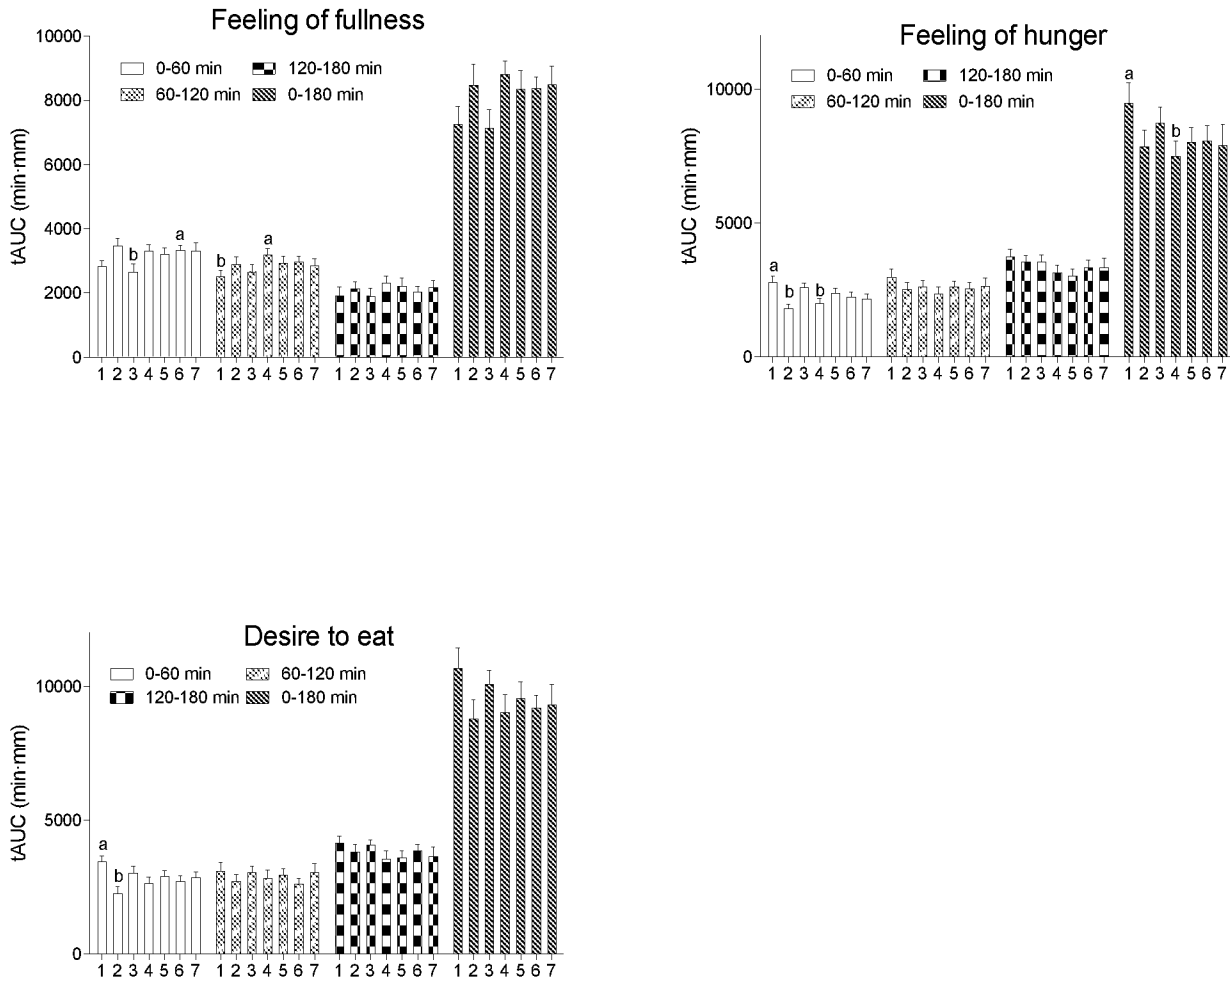 Feeling of fullness
10000
8000
6000
4000
2000
0
tAUC (min·mm)
0-60 min 120-180 min
60-120 min 0-180 min
b a
b a
1 2 3 4 5 6 7 1 2 3 4 5 6 7 1 2 3 4 5 6 7 1 2 3 4 5 6 7
Feeling of hunger
10000
5000
0
tAUC (min·mm)
0-60 min 120-180 min
60-120 min 0-180 min
a b b
a b
1 2 3 4 5 6 7 1 2 3 4 5 6 7 1 2 3 4 5 6 7 1 2 3 4 5 6 7
Desire to eat
10000
5000
0
tAUC (min·mm)
0-60 min 60-120 min
120-180 min 0-180 min
a b
1 2 3 4 5 6 7 1 2 3 4 5 6 7 1 2 3 4 5 6 7 1 2 3 4 5 6 7